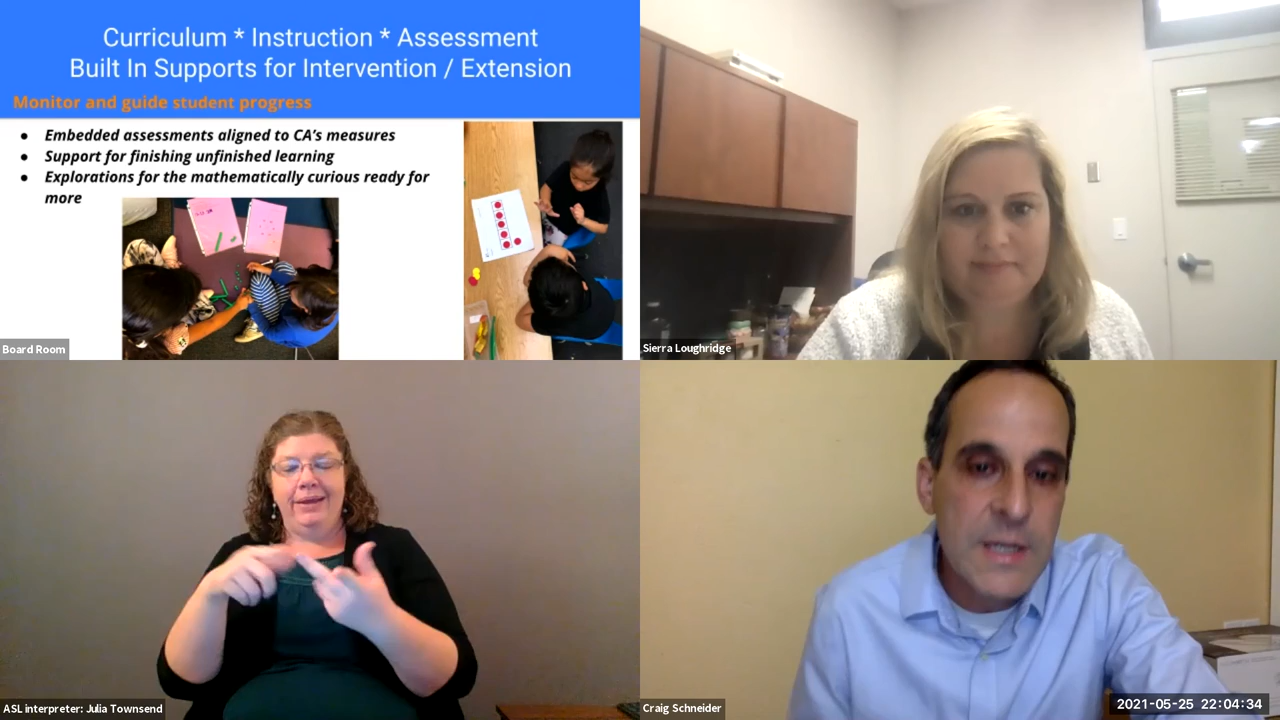 Curriculum * Instruction * Assessment
Built In Supports for Intervention / Extension
Monitor and guide student progress
● Embedded assessments aligned to CA's measures
● Support for finishing unfinished learning
● Explorations for the mathematically curious ready for
more
Board Room
Sierra Loughridge
ASL interpreter: Julia Townsend
Craig Schneider
2021-05-25 22:04:34